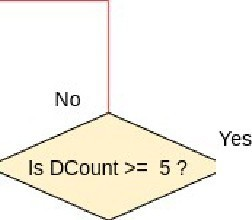 No
Yes
Is DCount >= 5 ?